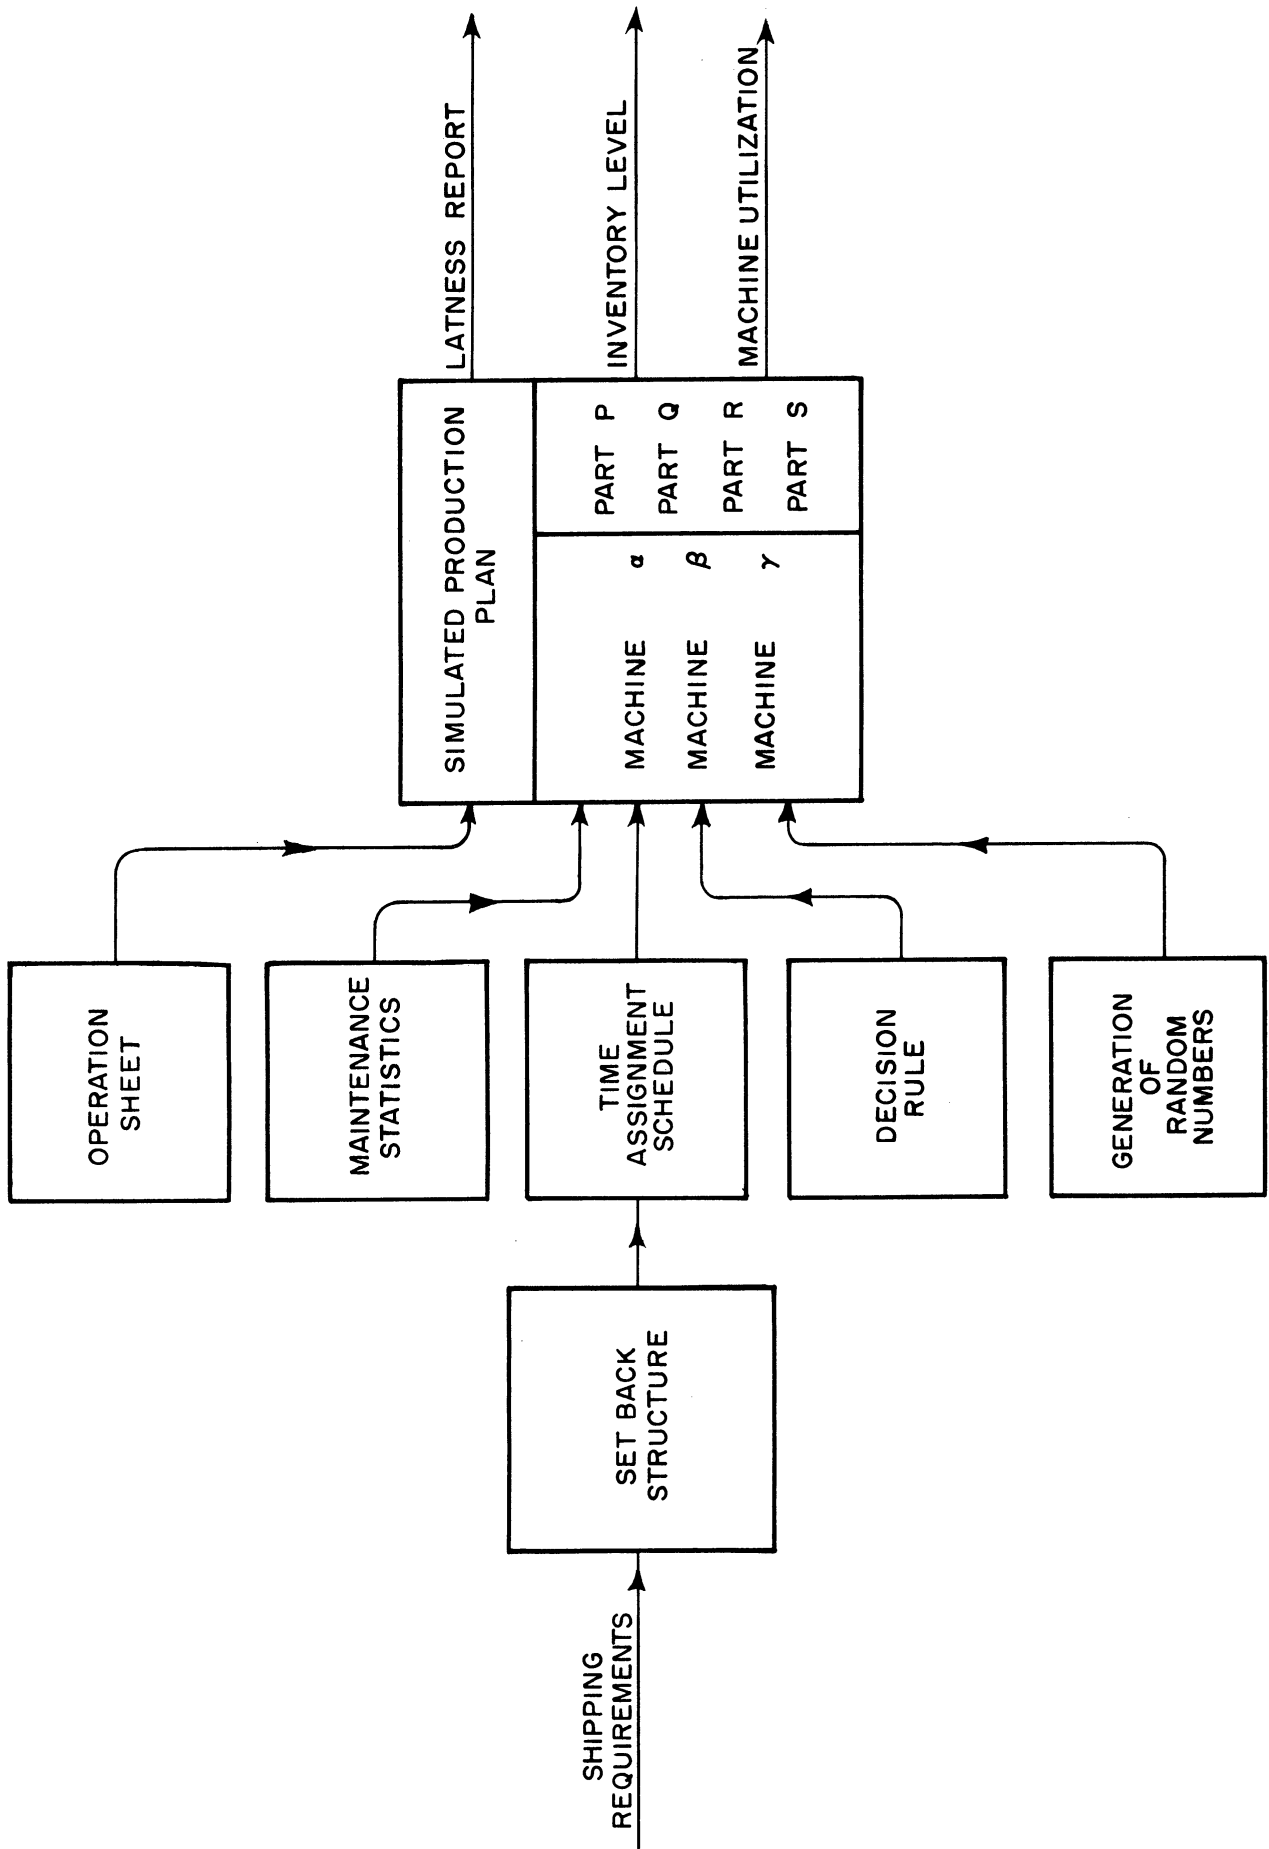 SHIPPING
REQUIREMENTS
SET BACK
STRUCTURE
OPERATION
SHEET
MAINTENANCE
STATISTICS
TIME
ASSIGNMENT
SCHEDULE
DECISION
RULE
GENERATION
OF
RANDOM
NUMBERS
SIMULATED PRODUCTION
PLAN
MACHINE α
MACHINE β
MACHINE γ
PART P
PART Q
PART R
PART S
LATNESS REPORT
INVENTORY LEVEL
MACHINE UTILIZATION